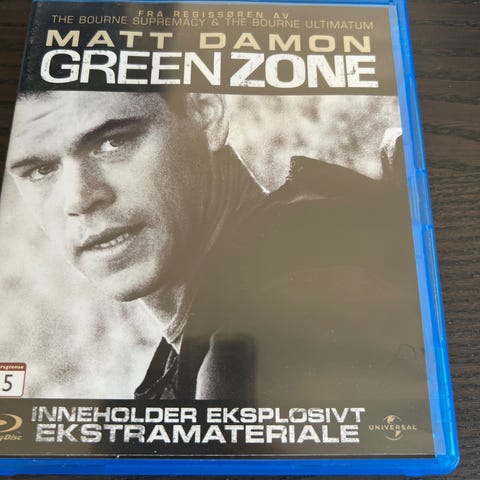 FRA REGISSØREN AV
THE BOURNE SUPREMACY & THE BOURNE ULTIMATUM
MATT DAMON
GREEN ZONE
5
INNEHOLDER EKSPLOSIVT
EKSTRAMATERIALE
UNIVERSAL